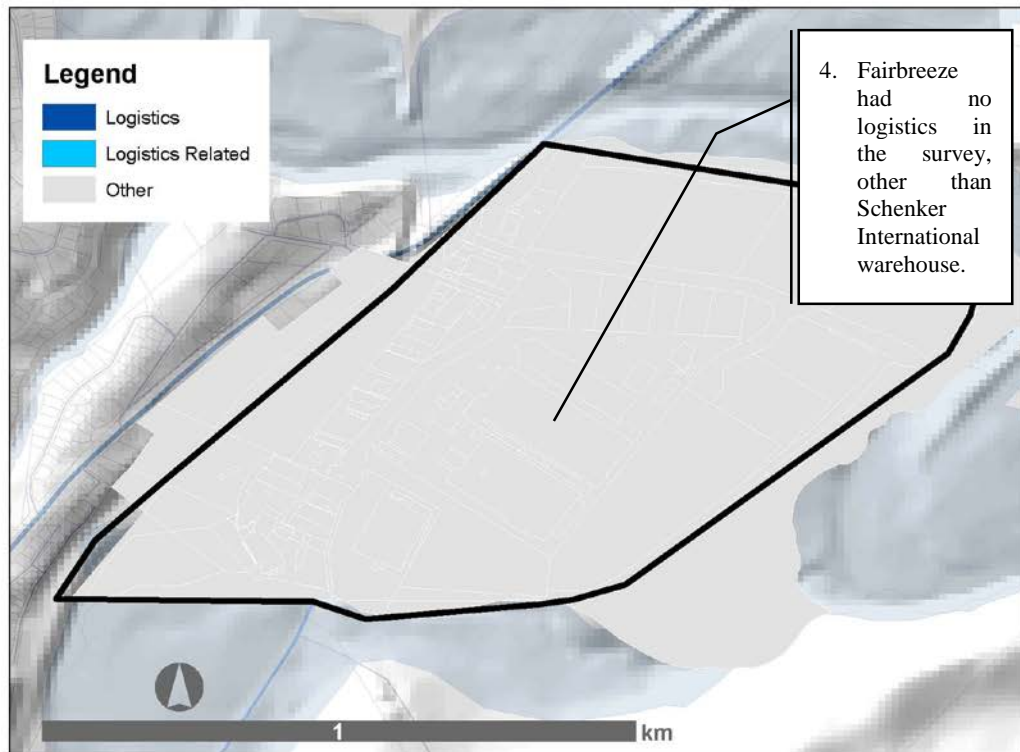 Legend
Logistics
Logistics Related
Other
4. Fairbreeze
had no
logistics in
the survey,
other than
Schenker
International
warehouse.
1 km